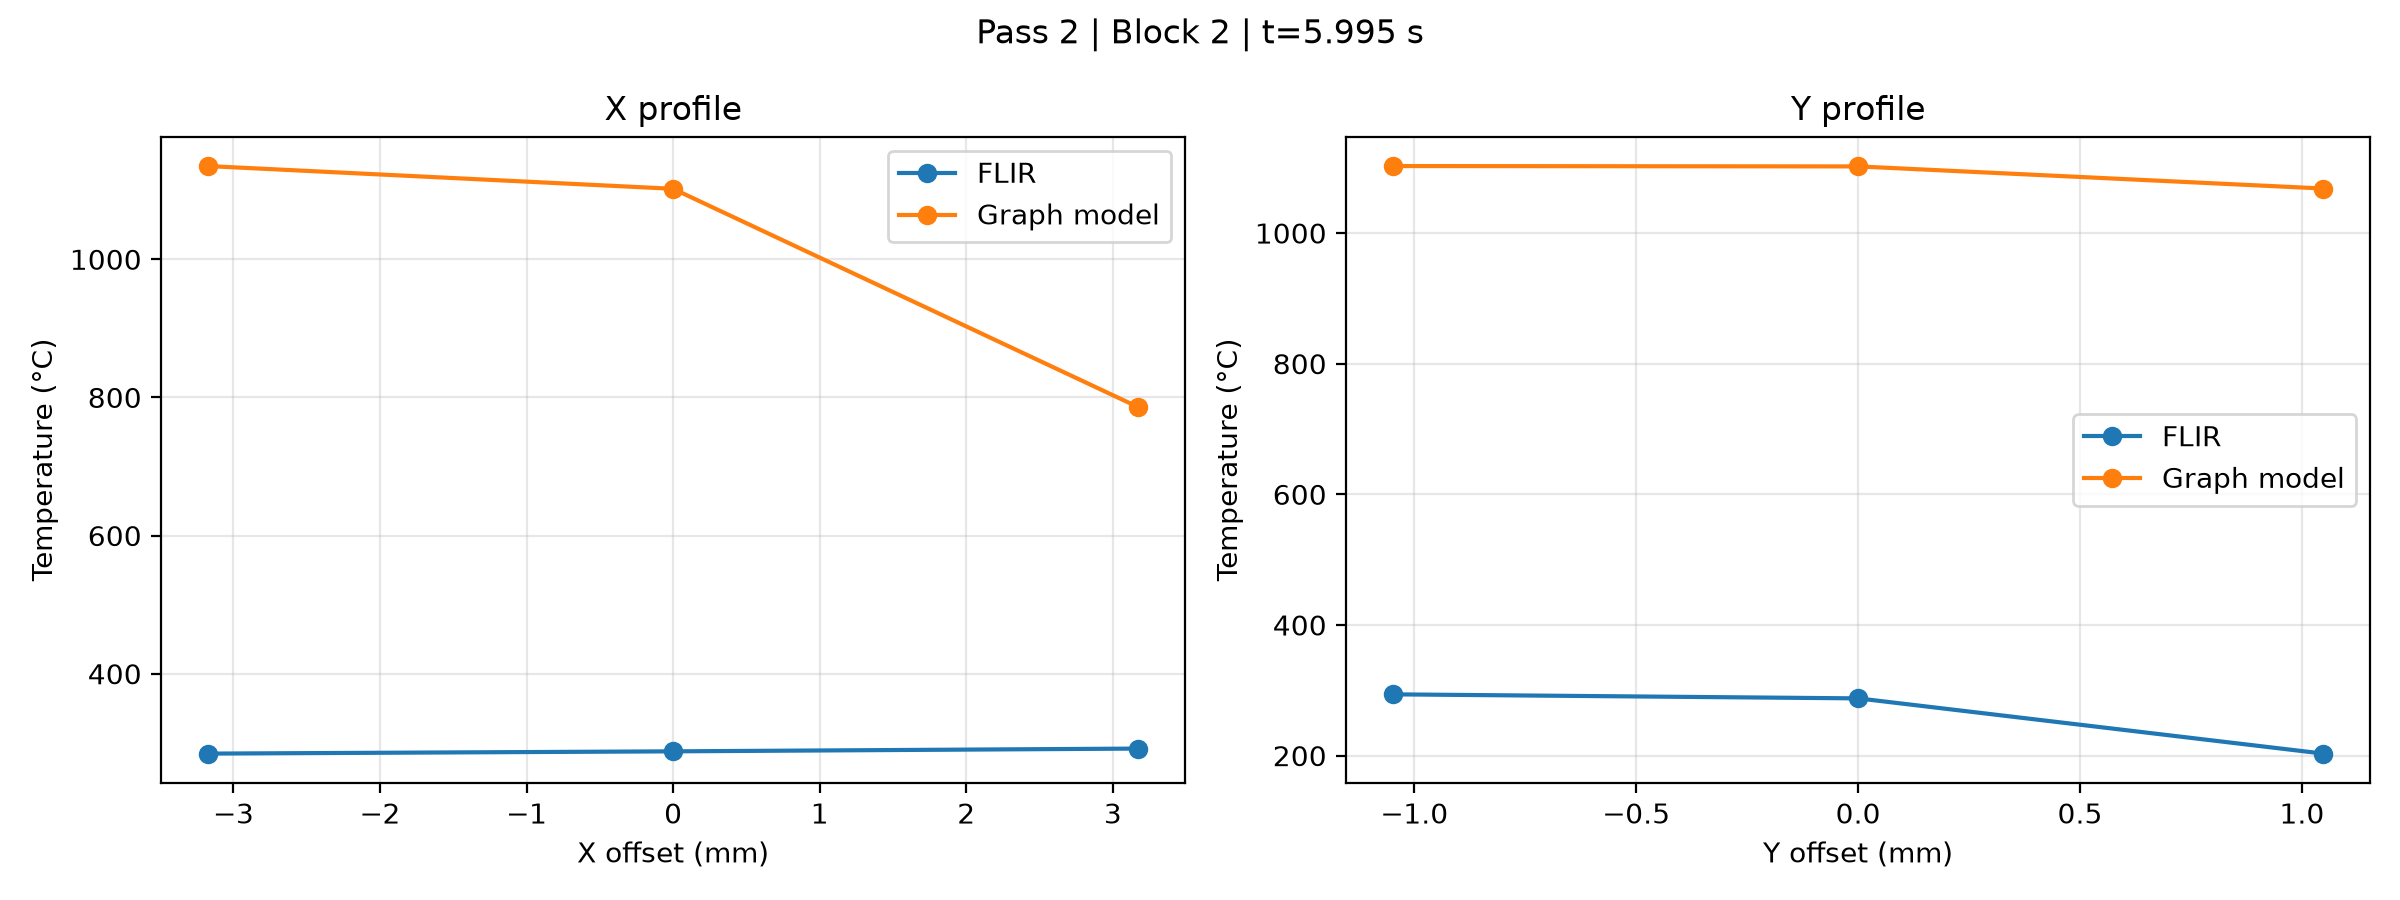 Pass 2 | Block 2 | t=5.995 s
X profile
FLIR
Graph model
1000
800
600
400
Temperature (°C)
−3 −2 −1 0 1 2 3
X offset (mm)
Y profile
FLIR
Graph model
1000
800
600
400
200
Temperature (°C)
−1.0 −0.5 0.0 0.5 1.0
Y offset (mm)